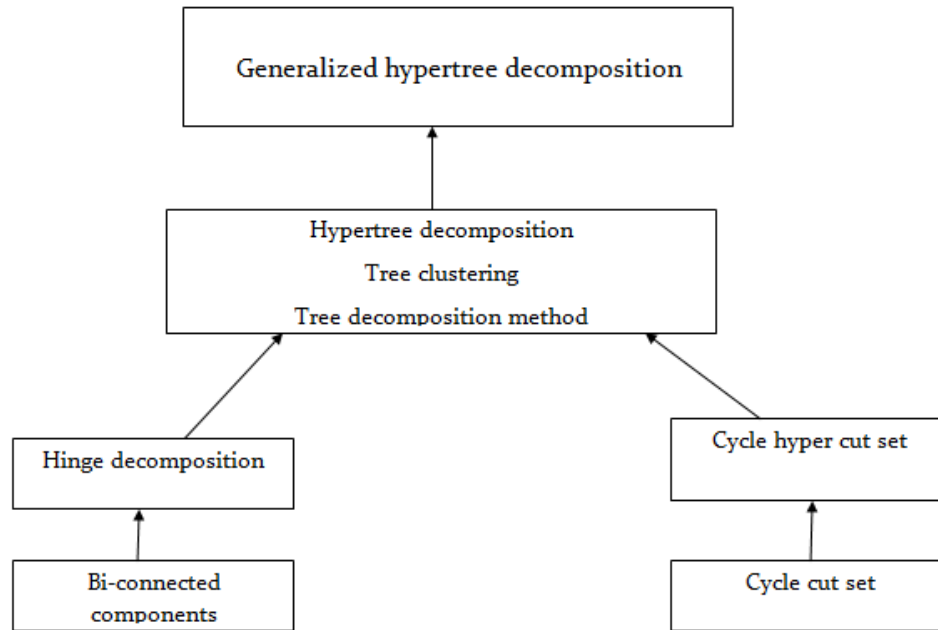 Generalized hypertree decomposition
Hypertree decomposition
Tree clustering
Tree decomposition method
Hinge decomposition
Cycle hyper cut set
Bi-connected
components
Cycle cut set